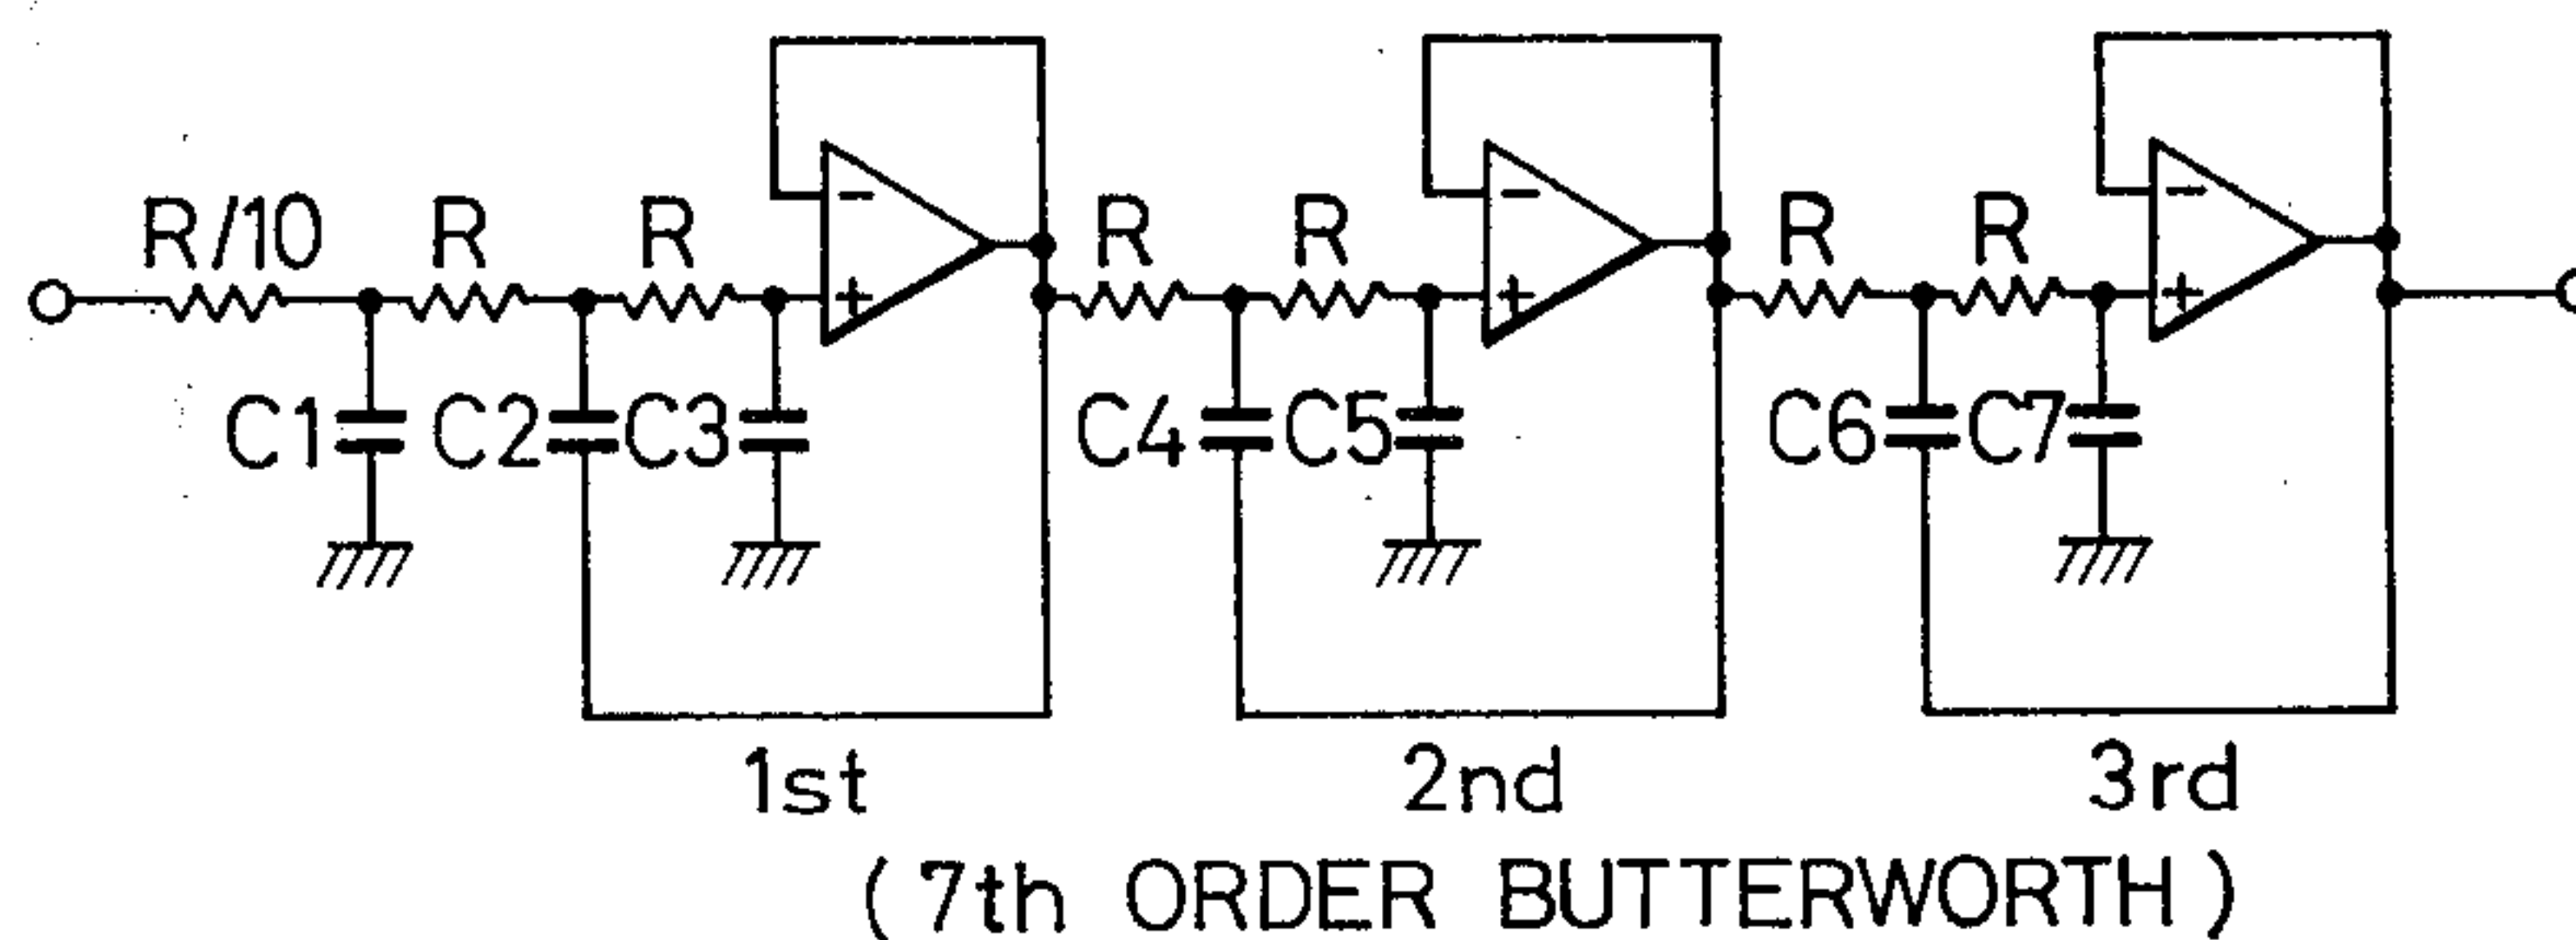 R/10 R R R R R R
- - -
+ + +
C1 C2 C3 C4 C5 C6 C7
1st 2nd 3rd
(7th ORDER BUTTERWORTH)